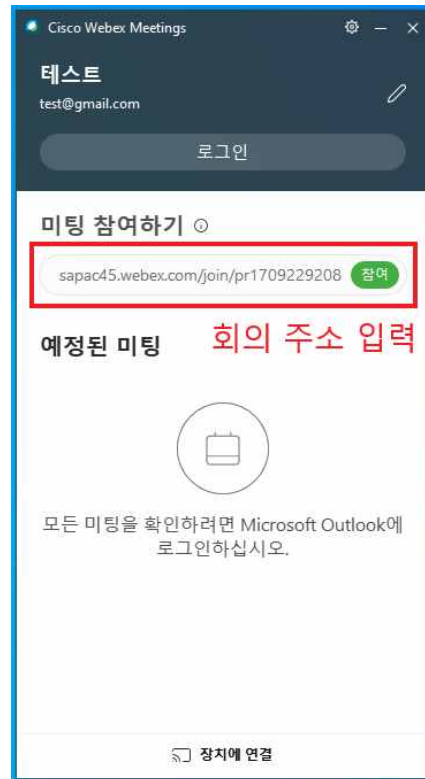 Cisco Webex Meetings
테스트
test@gmail.com
로그인
미팅 참여하기
sapac45.webex.com/join/pr1709229208 참여
회의 주소 입력
예정된 미팅
모든 미팅을 확인하려면 Microsoft Outlook에
로그인하십시오.
장치에 연결